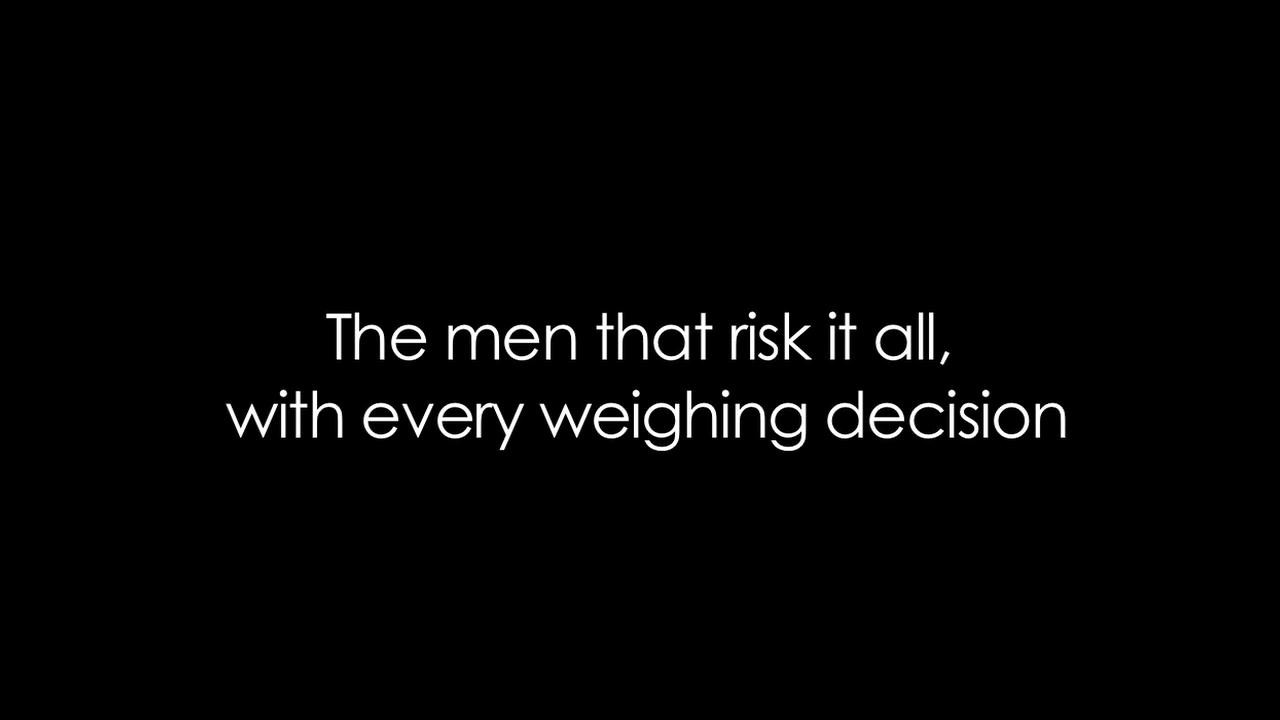 The men that risk it all,
with every weighing decision